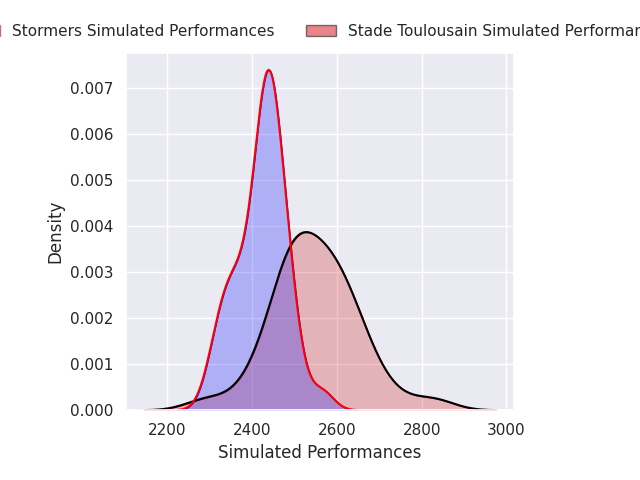 Stormers Simulated Performances
Stade Toulousain Simulated
0.007
0.006
0.005
0.004
0.003
0.002
0.001
0.000
Density
2200 2400 2600 2800 3000
Simulated Performances